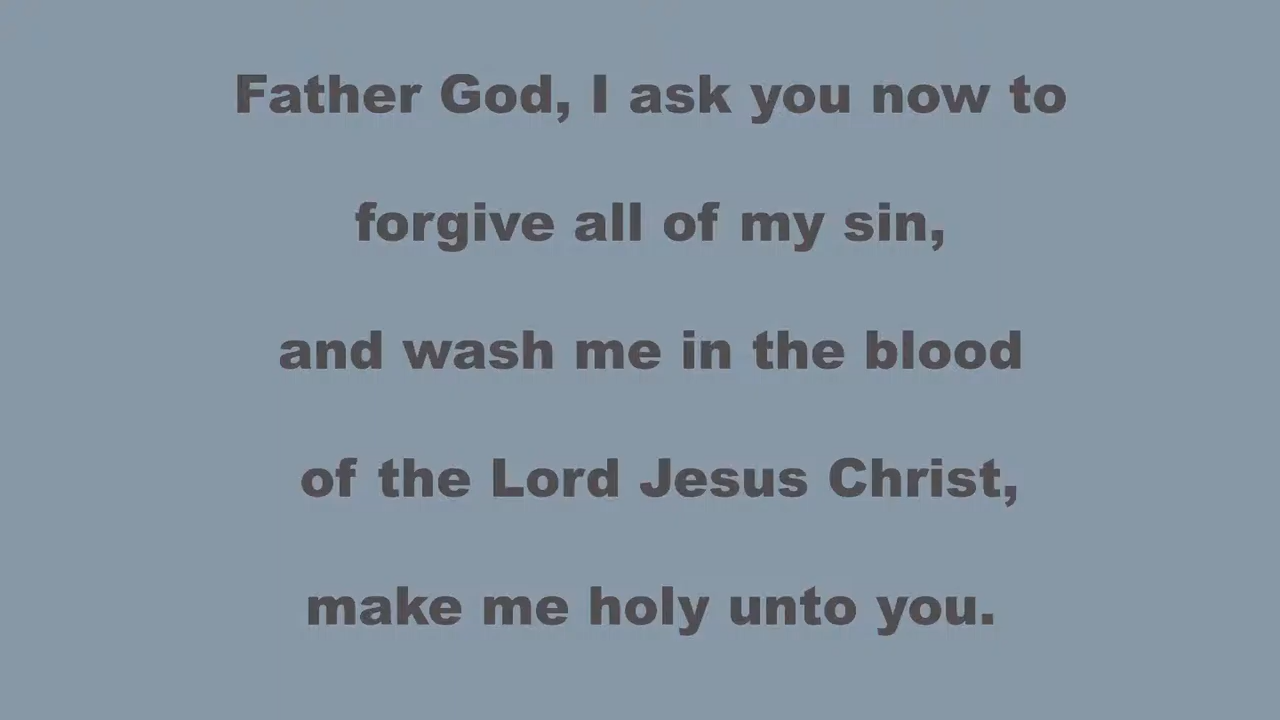 Father God, I ask you now to
forgive all of my sin,
and wash me in the blood
of the Lord Jesus Christ,
make me holy unto you.